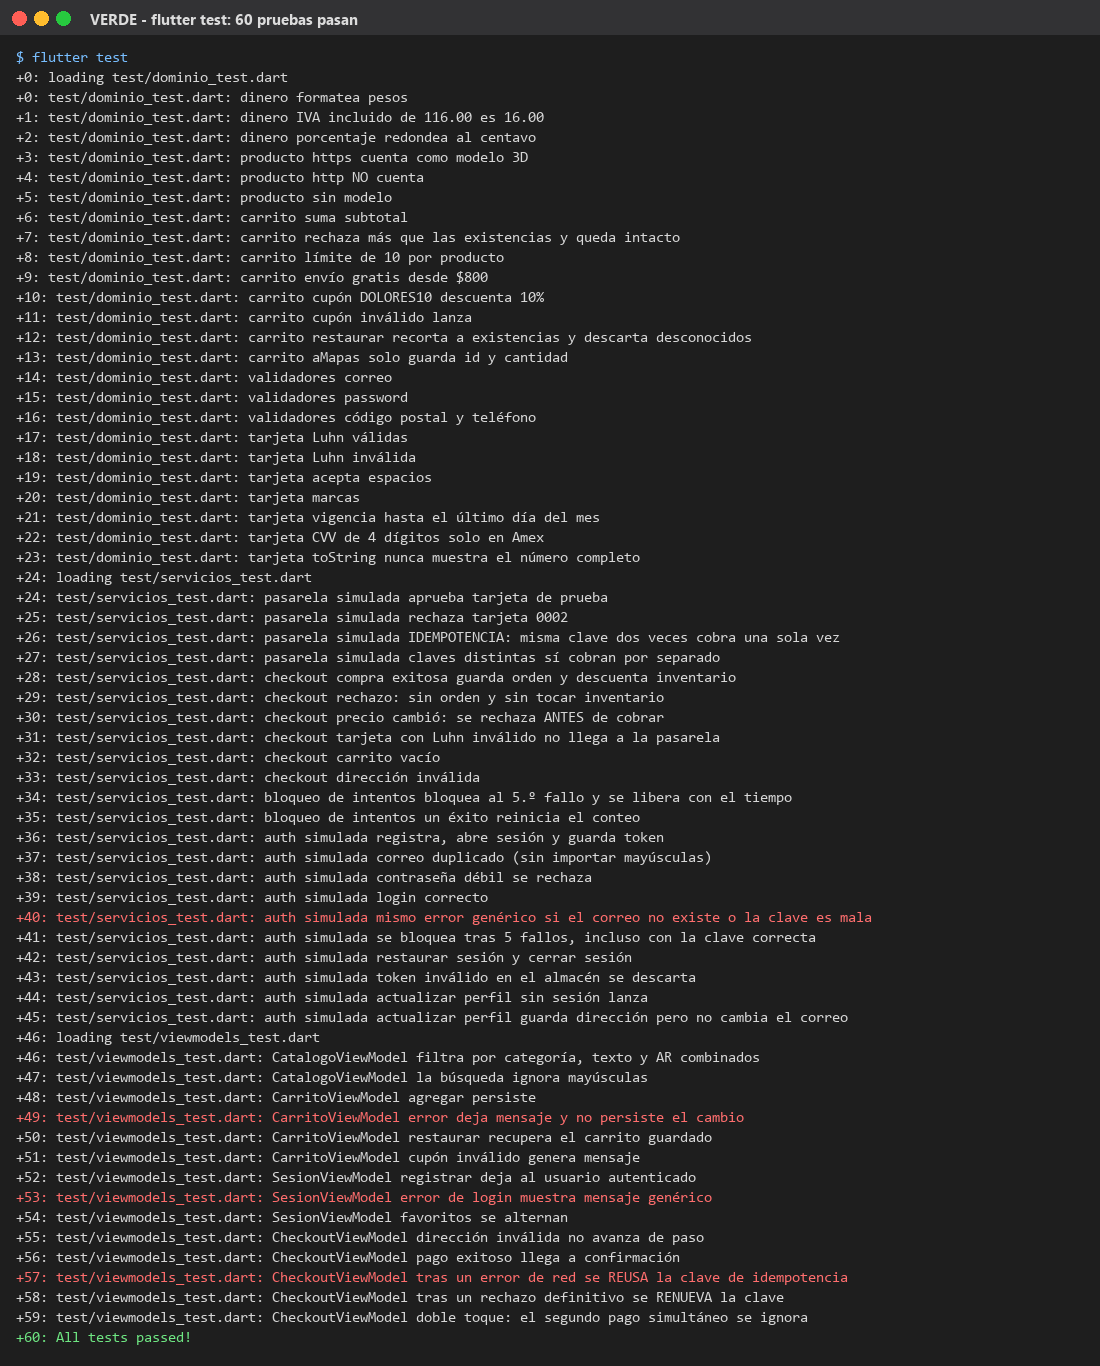 VERDE - flutter test: 60 pruebas pasan
$ flutter test
+0: loading test/dominio_test.dart
+0: test/dominio_test.dart: dinero formatea pesos
+1: test/dominio_test.dart: dinero IVA incluido de 116.00 es 16.00
+2: test/dominio_test.dart: dinero porcentaje redondea al centavo
+3: test/dominio_test.dart: producto https cuenta como modelo 3D
+4: test/dominio_test.dart: producto http NO cuenta
+5: test/dominio_test.dart: producto sin modelo
+6: test/dominio_test.dart: carrito suma subtotal
+7: test/dominio_test.dart: carrito rechaza más que las existencias y queda intacto
+8: test/dominio_test.dart: carrito límite de 10 por producto
+9: test/dominio_test.dart: carrito envío gratis desde $800
+10: test/dominio_test.dart: carrito cupón DOLORES10 descuenta 10%
+11: test/dominio_test.dart: carrito cupón inválido lanza
+12: test/dominio_test.dart: carrito restaurar recorta a existencias y descarta desconocidos
+13: test/dominio_test.dart: carrito aMapas solo guarda id y cantidad
+14: test/dominio_test.dart: validadores correo
+15: test/dominio_test.dart: validadores password
+16: test/dominio_test.dart: validadores código postal y teléfono
+17: test/dominio_test.dart: tarjeta Luhn válidas
+18: test/dominio_test.dart: tarjeta Luhn inválida
+19: test/dominio_test.dart: tarjeta acepta espacios
+20: test/dominio_test.dart: tarjeta marcas
+21: test/dominio_test.dart: tarjeta vigencia hasta el último día del mes
+22: test/dominio_test.dart: tarjeta CVV de 4 dígitos solo en Amex
+23: test/dominio_test.dart: tarjeta toString nunca muestra el número completo
+24: loading test/servicios_test.dart
+24: test/servicios_test.dart: pasarela simulada aprueba tarjeta de prueba
+25: test/servicios_test.dart: pasarela simulada rechaza tarjeta 0002
+26: test/servicios_test.dart: pasarela simulada IDEMPOTENCIA: misma clave dos veces cobra una sola vez
+27: test/servicios_test.dart: pasarela simulada claves distintas sí cobran por separado
+28: test/servicios_test.dart: checkout compra exitosa guarda orden y descuenta inventario
+29: test/servicios_test.dart: checkout rechazo: sin orden y sin tocar inventario
+30: test/servicios_test.dart: checkout precio cambió: se rechaza ANTES de cobrar
+31: test/servicios_test.dart: checkout tarjeta con Luhn inválido no llega a la pasarela
+32: test/servicios_test.dart: checkout carrito vacío
+33: test/servicios_test.dart: checkout dirección inválida
+34: test/servicios_test.dart: bloqueo de intentos bloquea al 5.º fallo y se libera con el tiempo
+35: test/servicios_test.dart: bloqueo de intentos un éxito reinicia el conteo
+36: test/servicios_test.dart: auth simulada registra, abre sesión y guarda token
+37: test/servicios_test.dart: auth simulada correo duplicado (sin importar mayúsculas)
+38: test/servicios_test.dart: auth simulada contraseña débil se rechaza
+39: test/servicios_test.dart: auth simulada login correcto
+40: test/servicios_test.dart: auth simulada mismo error genérico si el correo no existe o la clave es mala
+41: test/servicios_test.dart: auth simulada se bloquea tras 5 fallos, incluso con la clave correcta
+42: test/servicios_test.dart: auth simulada restaurar sesión y cerrar sesión
+43: test/servicios_test.dart: auth simulada token inválido en el almacén se descarta
+44: test/servicios_test.dart: auth simulada actualizar perfil sin sesión lanza
+45: test/servicios_test.dart: auth simulada actualizar perfil guarda dirección pero no cambia el correo
+46: loading test/viewmodels_test.dart
+46: test/viewmodels_test.dart: CatalogoViewModel filtra por categoría, texto y AR combinados
+47: test/viewmodels_test.dart: CatalogoViewModel la búsqueda ignora mayúsculas
+48: test/viewmodels_test.dart: CarritoViewModel agregar persiste
+49: test/viewmodels_test.dart: CarritoViewModel error deja mensaje y no persiste el cambio
+50: test/viewmodels_test.dart: CarritoViewModel restaurar recupera el carrito guardado
+51: test/viewmodels_test.dart: CarritoViewModel cupón inválido genera mensaje
+52: test/viewmodels_test.dart: SesionViewModel registrar deja al usuario autenticado
+53: test/viewmodels_test.dart: SesionViewModel error de login muestra mensaje genérico
+54: test/viewmodels_test.dart: SesionViewModel favoritos se alternan
+55: test/viewmodels_test.dart: CheckoutViewModel dirección inválida no avanza de paso
+56: test/viewmodels_test.dart: CheckoutViewModel pago exitoso llega a confirmación
+57: test/viewmodels_test.dart: CheckoutViewModel tras un error de red se REUSA la clave de idempotencia
+58: test/viewmodels_test.dart: CheckoutViewModel tras un rechazo definitivo se RENUEVA la clave
+59: test/viewmodels_test.dart: CheckoutViewModel doble toque: el segundo pago simultáneo se ignora
+60: All tests passed!